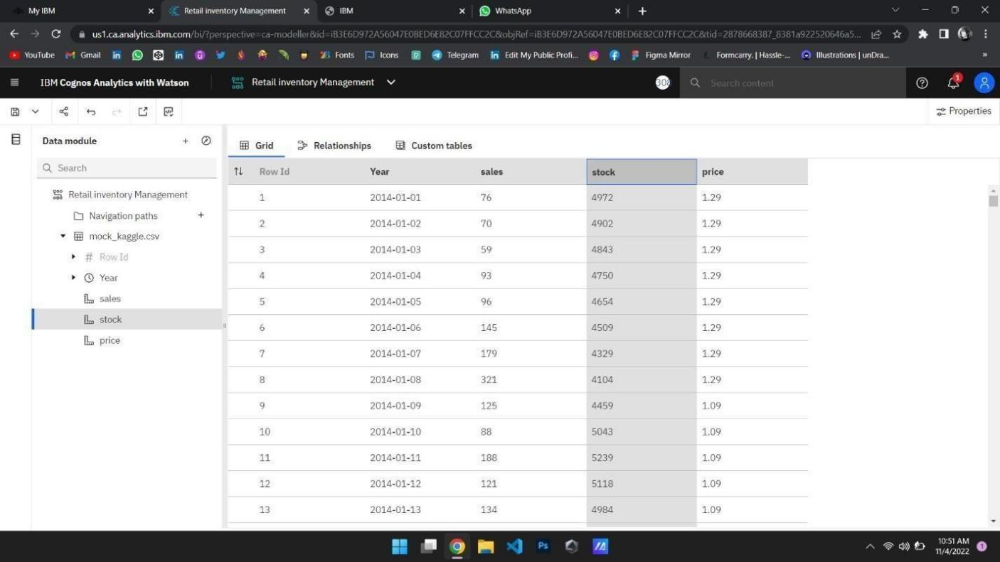 My IBM
Retail inventory Management
IBM
WhatsApp
us1.ca.analytics.ibm.com/bi/?perspective=ca-modeller&id=iB3E6D972A56047E0BED6E82C07FFCC2C&objRef=iB3E6D972A56047E0BED6E82C07FFCC2C&tid=2878668387_8381a922520646a5...
YouTube Gmail Fonts Icons Telegram Edit My Public Profi... Figma Mirror Formcarry. | Hassle-... Illustrations | unDra...
IBM Cognos Analytics with Watson
Retail inventory Management
Search content
1
Properties
Data module
Search
Retail inventory Management
Navigation paths
mock_kaggle.csv
# Row Id
Year
sales
stock
price
Grid Relationships Custom tables
Row Id Year sales stock price
1 2014-01-01 76 4972 1.29
2 2014-01-02 70 4902 1.29
3 2014-01-03 59 4843 1.29
4 2014-01-04 93 4750 1.29
5 2014-01-05 96 4654 1.29
6 2014-01-06 145 4509 1.29
7 2014-01-07 179 4329 1.29
8 2014-01-08 321 4104 1.29
9 2014-01-09 125 4459 1.09
10 2014-01-10 88 5043 1.09
11 2014-01-11 188 5239 1.09
12 2014-01-12 121 5118 1.09
13 2014-01-13 134 4984 1.09
Ps
10:51 AM
11/4/2022
1